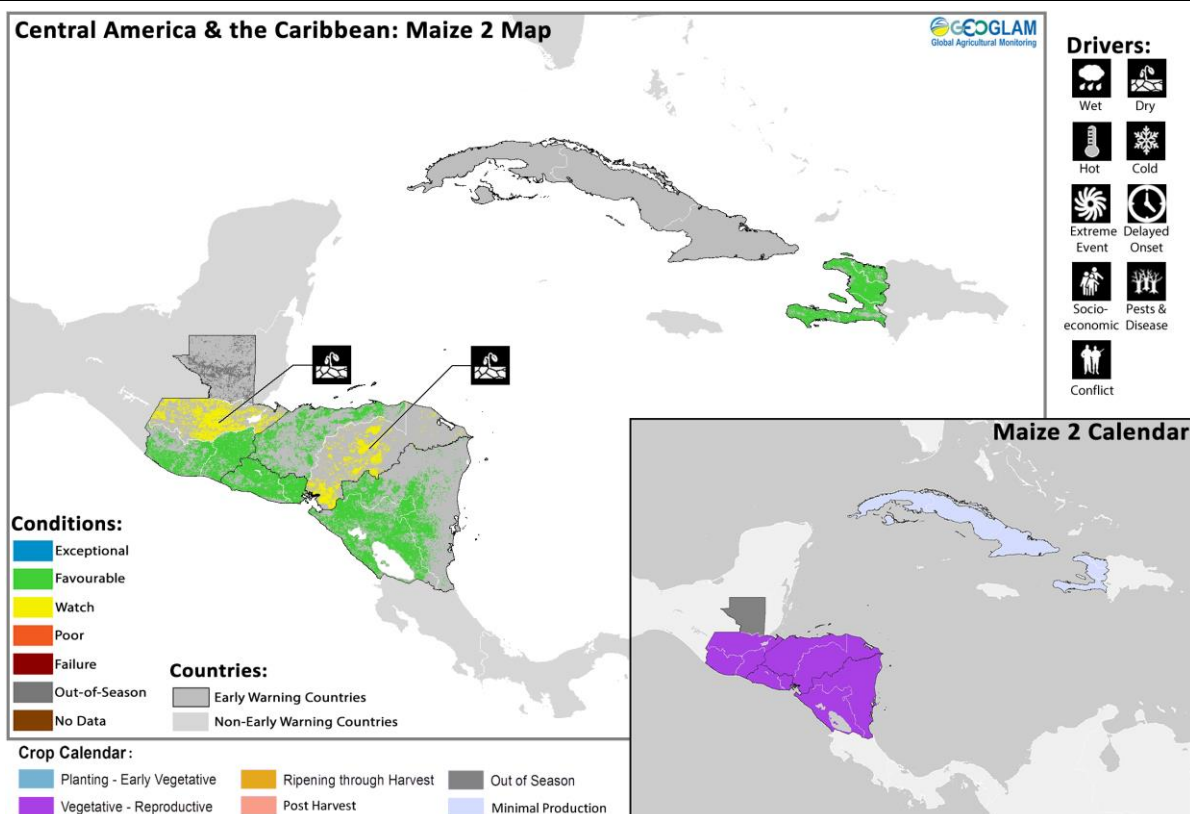 Central America & the Caribbean: Maize 2 Map
GEOGLAM
Global Agricultural Monitoring
Drivers:
Wet
Dry
Hot
Cold
Extreme Event
Delayed Onset
Socio-economic
Pests & Disease
Conflict
Conditions:
Exceptional
Favourable
Watch
Poor
Failure
Out-of-Season
No Data
Countries:
Early Warning Countries
Non-Early Warning Countries
Maize 2 Calendar
Crop Calendar:
Planting - Early Vegetative
Ripening through Harvest
Out of Season
Vegetative - Reproductive
Post Harvest
Minimal Production